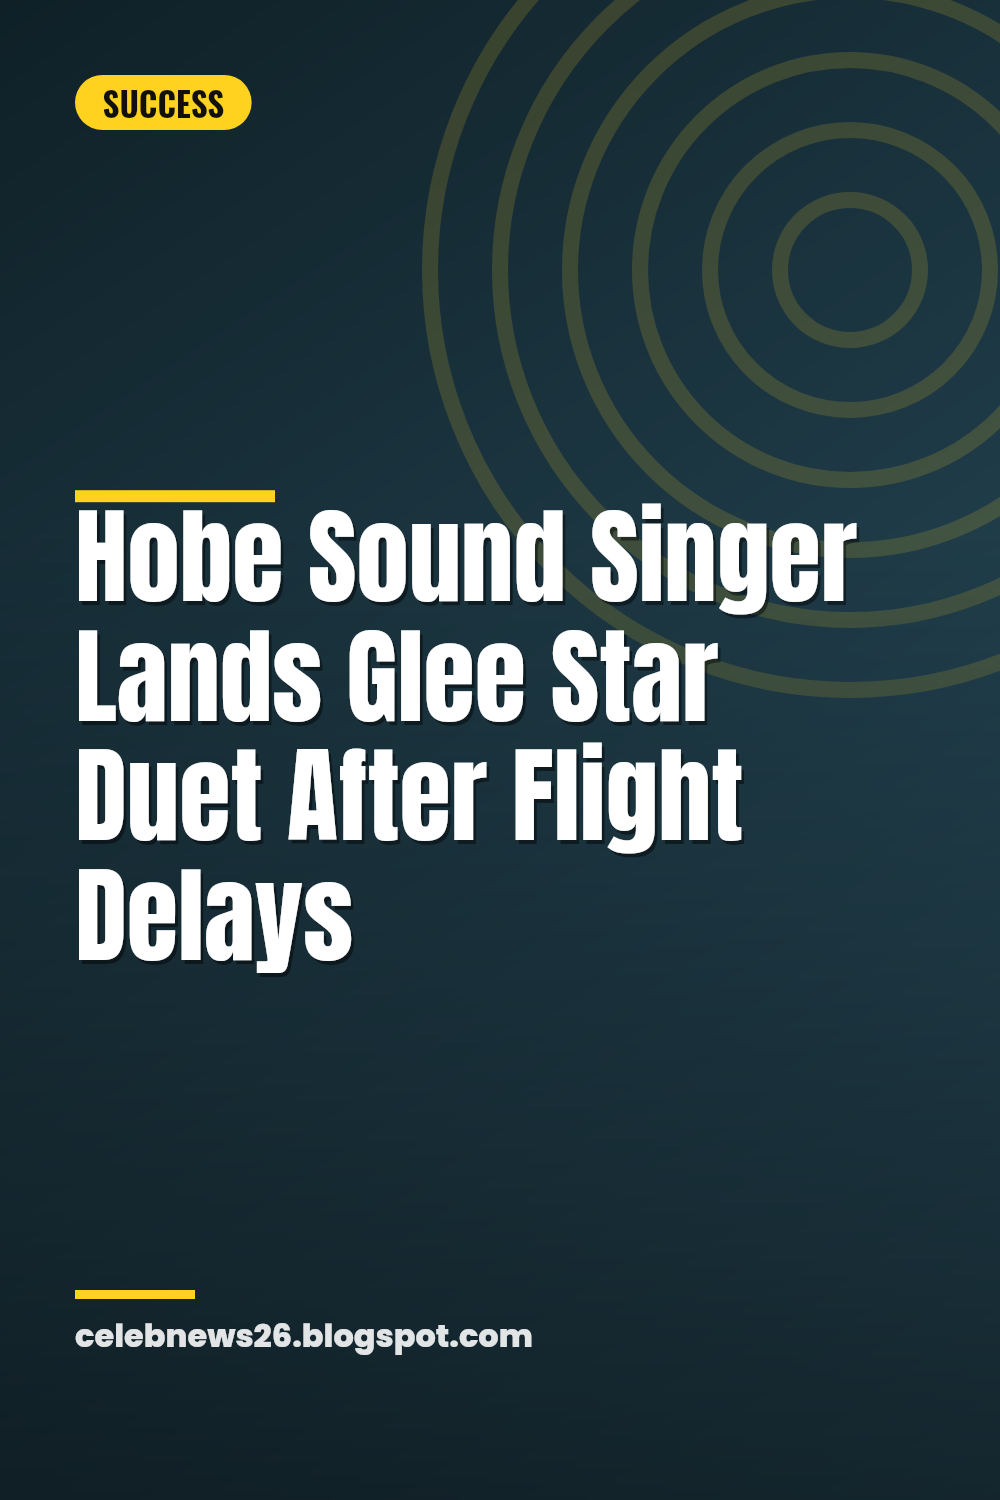 SUCCESS
Hobe Sound Singer
Lands Glee Star
Duet After Flight
Delays
celebnews26.blogspot.com